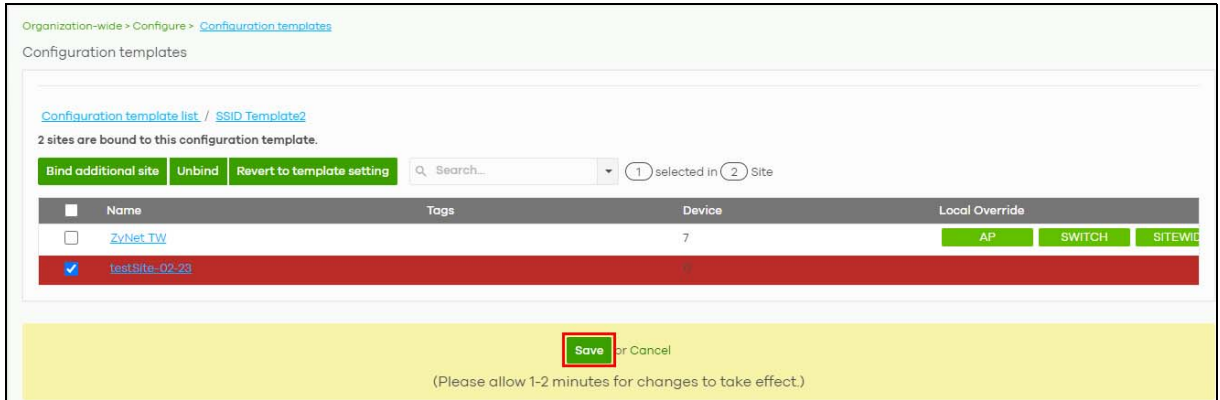 Organization-wide > Configure > Configuration templates
Configuration templates
Configuration template list / SSID Template2
2 sites are bound to this configuration template.
Bind additional site Unbind Revert to template setting Search... 1 selected in 2 Site
Name Tags Device Local Override
ZyNet TW 7 AP SWITCH SITEWID
testSite-02-23
Save or Cancel
(Please allow 1-2 minutes for changes to take effect.)